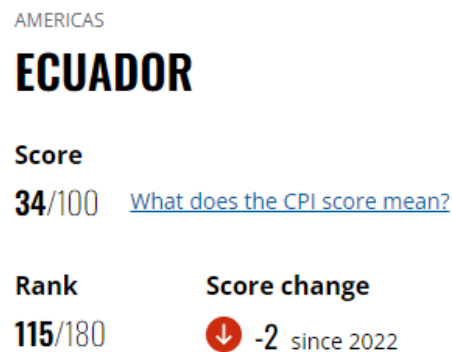 AMERICAS
ECUADOR
Score
34/100 What does the CPI score mean?
Rank Score change
115/180 -2 since 2022